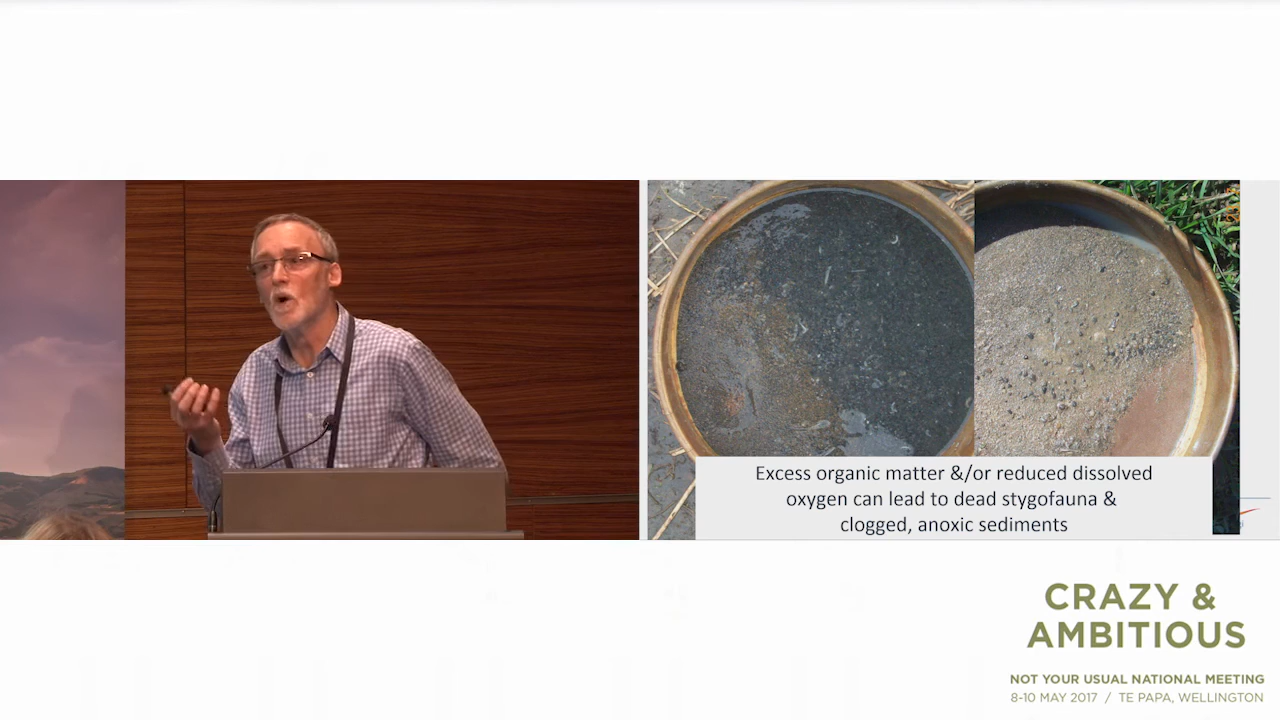 Excess organic matter &/or reduced dissolved
oxygen can lead to dead stygofauna &
clogged, anoxic sediments
CRAZY &
AMBITIOUS
NOT YOUR USUAL NATIONAL MEETING
8-10 MAY 2017 / TE PAPA, WELLINGTON